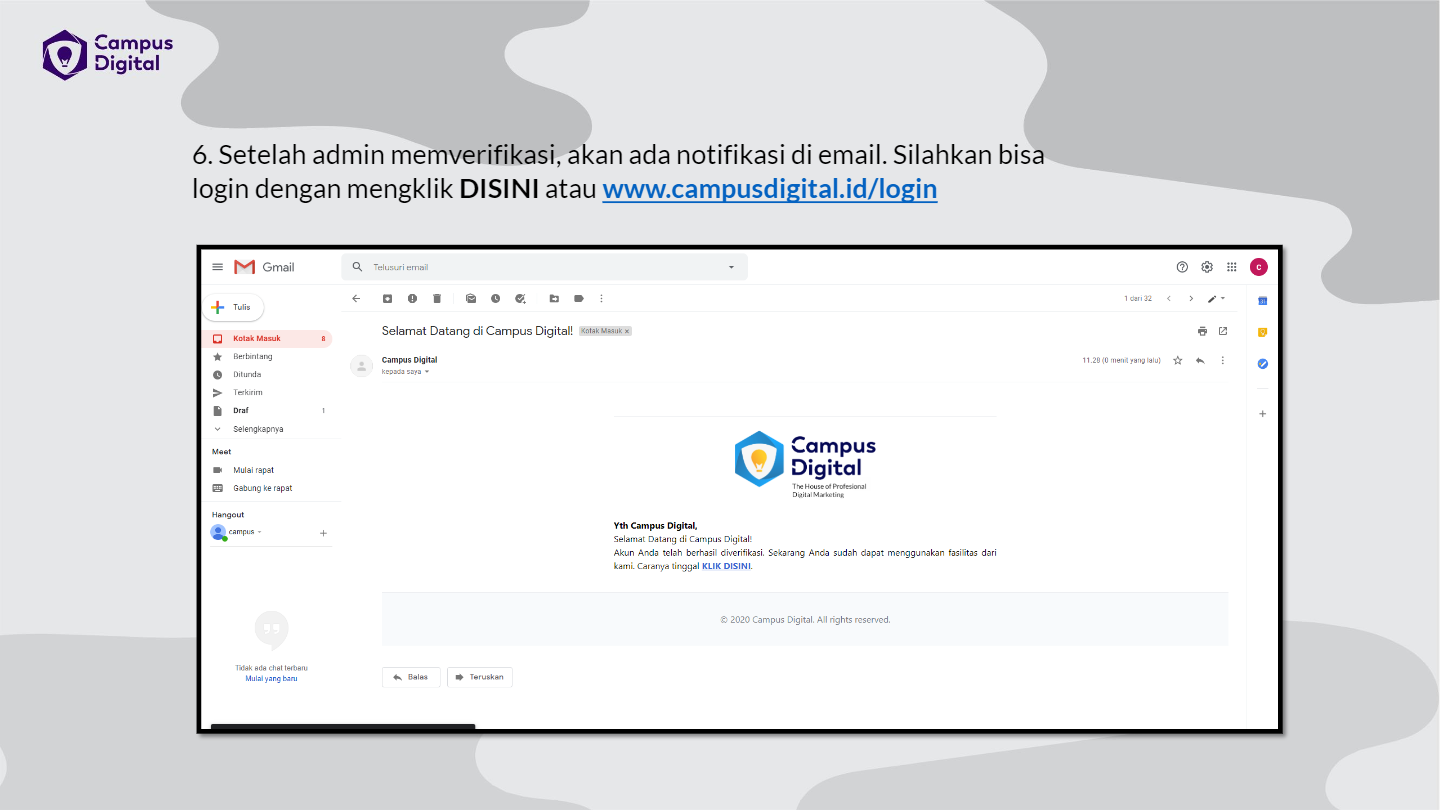 Campus
Digital
6. Setelah admin memverifikasi, akan ada notifikasi di email. Silahkan bisa
login dengan mengklik DISINI atau www.campusdigital.id/login
Gmail
Telusuri email
C
Tulis
1 dari 32
Kotak Masuk 8
Selamat Datang di Campus Digital! Kotak Masuk ×
Berbintang
Campus Digital
11.28 (0 menit yang lalu)
kepada saya
Ditunda
Terkirim
Draf 1
Selengkapnya
Meet
Mulai rapat
Gabung ke rapat
Hangout
campus
Campus
Digital
The House of Profesional
Digital Marketing
Yth Campus Digital,
Selamat Datang di Campus Digital!
Akun Anda telah berhasil diverifikasi. Sekarang Anda sudah dapat menggunakan fasilitas dari
kami. Caranya tinggal KLIK DISINI.
© 2020 Campus Digital. All rights reserved.
Tidak ada chat terbaru
Mulai yang baru
Balas
Teruskan